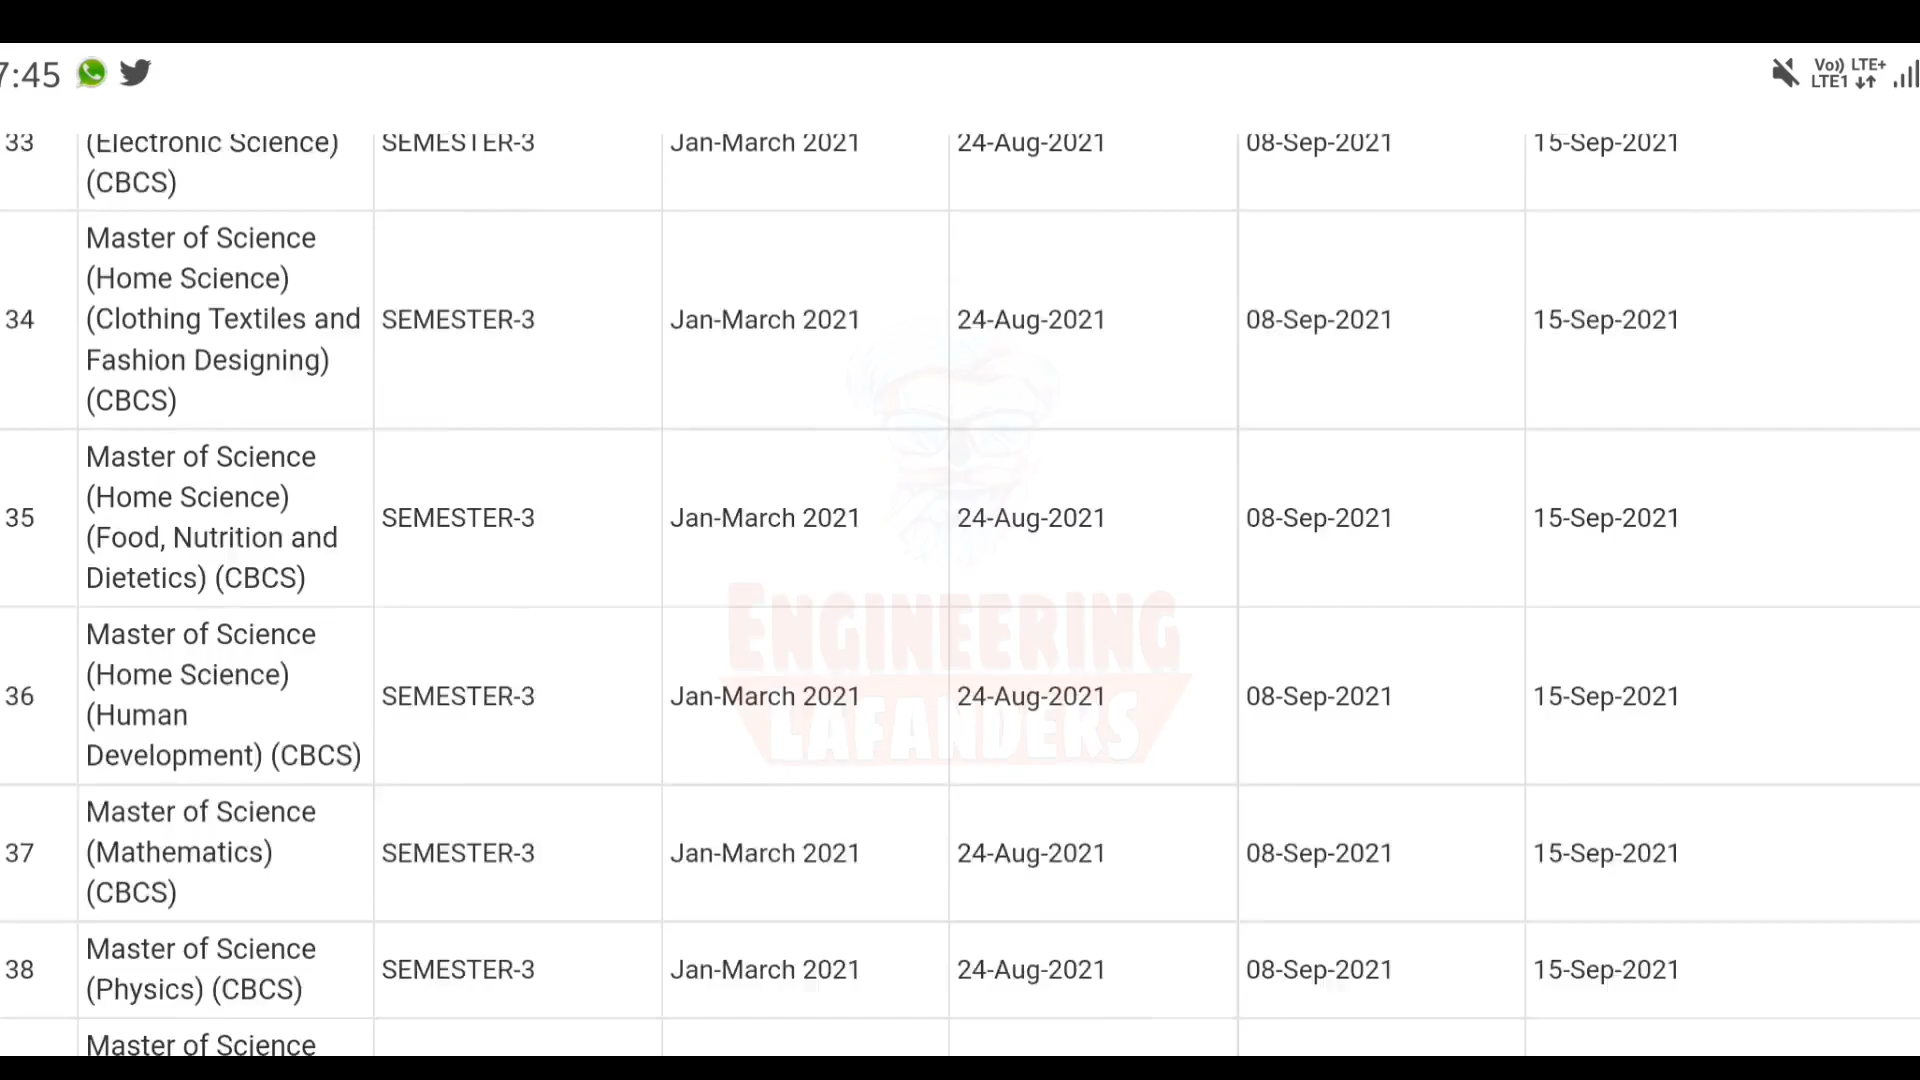 7:45
Vo)) LTE+
LTE1
33 (Electronic Science) SEMESTER-3 Jan-March 2021 24-Aug-2021 08-Sep-2021 15-Sep-2021
(CBCS)
Master of Science
(Home Science)
34 (Clothing Textiles and SEMESTER-3 Jan-March 2021 24-Aug-2021 08-Sep-2021 15-Sep-2021
Fashion Designing)
(CBCS)
Master of Science
(Home Science)
35 (Food, Nutrition and SEMESTER-3 Jan-March 2021 24-Aug-2021 08-Sep-2021 15-Sep-2021
Dietetics) (CBCS)
Master of Science
(Home Science)
36 (Human SEMESTER-3 Jan-March 2021 24-Aug-2021 08-Sep-2021 15-Sep-2021
Development) (CBCS)
Master of Science
37 (Mathematics) SEMESTER-3 Jan-March 2021 24-Aug-2021 08-Sep-2021 15-Sep-2021
(CBCS)
Master of Science
38 (Physics) (CBCS) SEMESTER-3 Jan-March 2021 24-Aug-2021 08-Sep-2021 15-Sep-2021
Master of Science
ENGINEERING
LAFANDERS